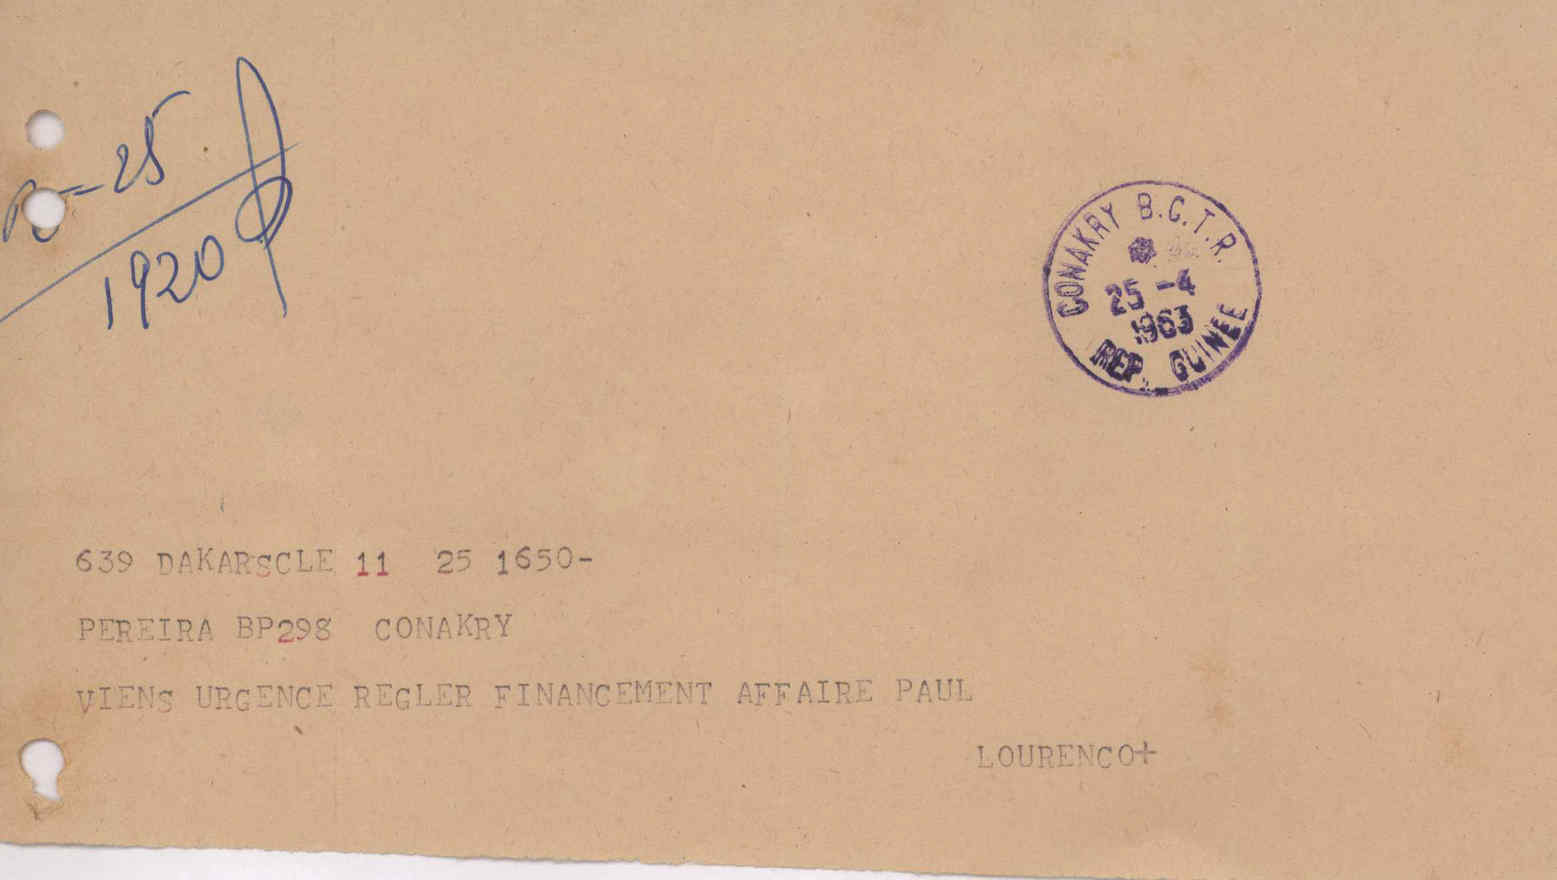 R=25
1920
CONAKRY B.C.T.R.
25 -4
1963
REP. GUINEE
639 DAKARSCLE 11 25 1650-
PEREIRA BP298 CONAKRY
VIENS URGENCE REGLER FINANCEMENT AFFAIRE PAUL
LOURENCO+